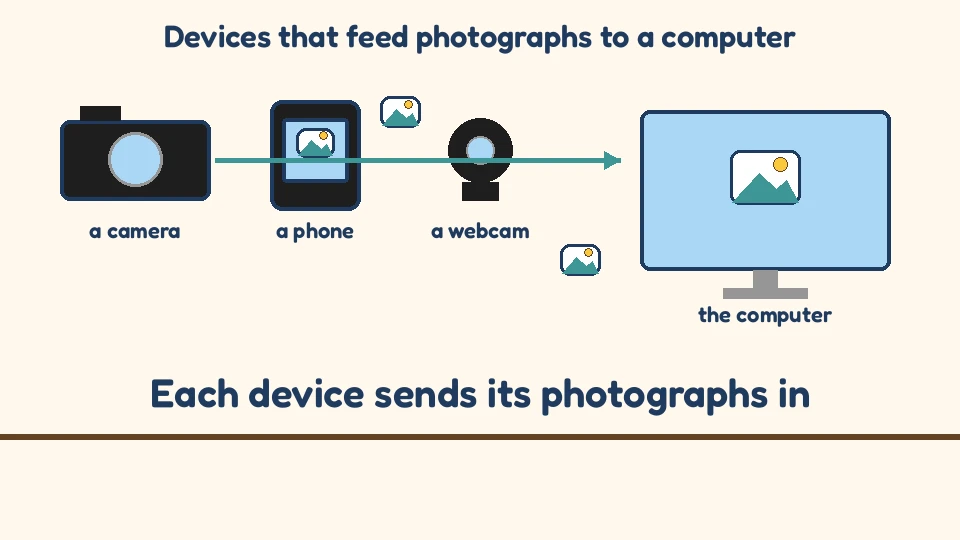 Devices that feed photographs to a computer
a camera
a phone
a webcam
the computer
Each device sends its photographs in